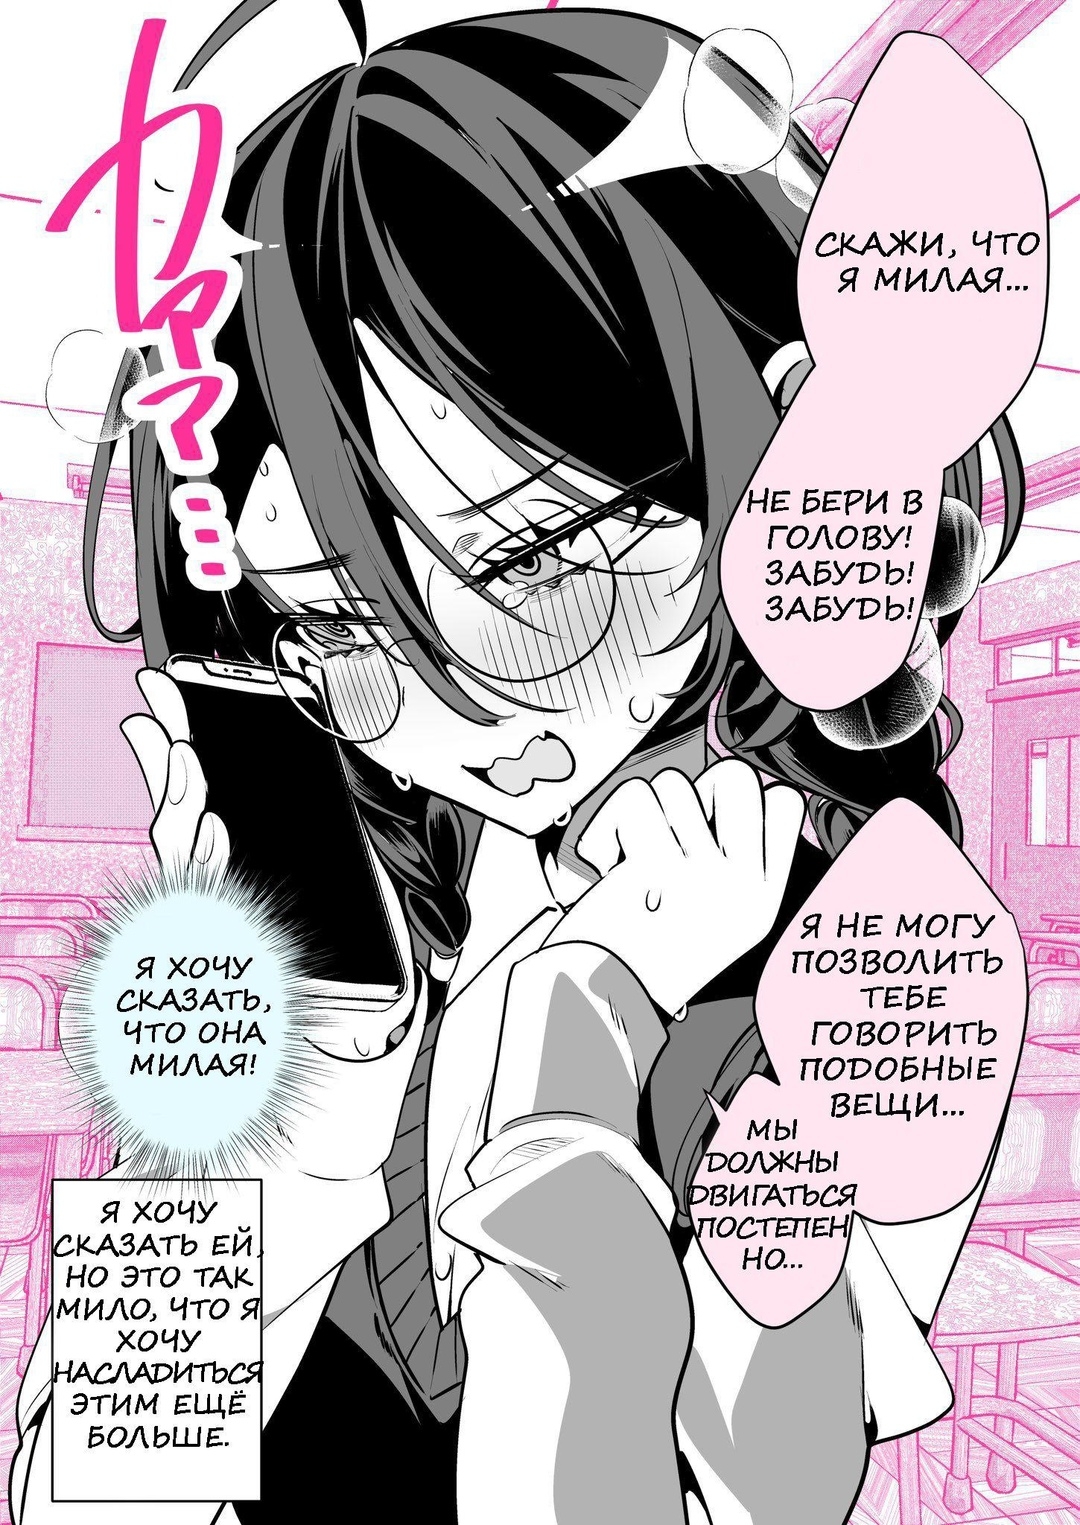 カァァ…
СКАЖИ, ЧТО
Я МИЛАЯ...
НЕ БЕРИ В
ГОЛОВУ!
ЗАБУДЬ!
ЗАБУДЬ!
Я НЕ МОГУ
ПОЗВОЛИТЬ
ТЕБЕ
ГОВОРИТЬ
ПОДОБНЫЕ
ВЕЩИ...
МЫ
ДОЛЖНЫ
ДВИГАТЬСЯ
ПОСТЕПЕН
НО...
Я ХОЧУ
СКАЗАТЬ,
ЧТО ОНА
МИЛАЯ!
Я ХОЧУ
СКАЗАТЬ ЕЙ,
НО ЭТО ТАК
МИЛО, ЧТО Я
ХОЧУ
НАСЛАДИТЬСЯ
ЭТИМ ЕЩЁ
БОЛЬШЕ.